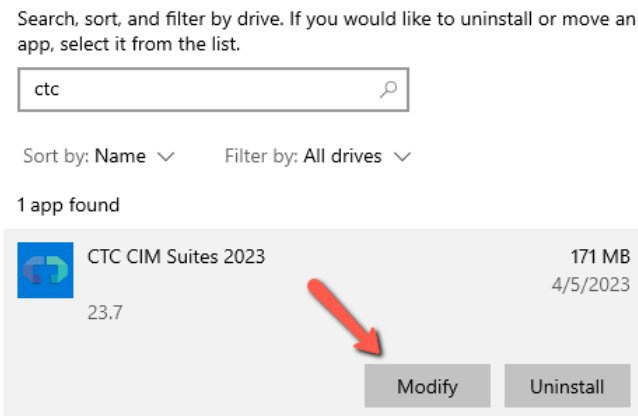 Search, sort, and filter by drive. If you would like to uninstall or move an
app, select it from the list.
ctc
Sort by: Name Filter by: All drives
1 app found
CTC CIM Suites 2023 171 MB
4/5/2023
23.7
Modify Uninstall